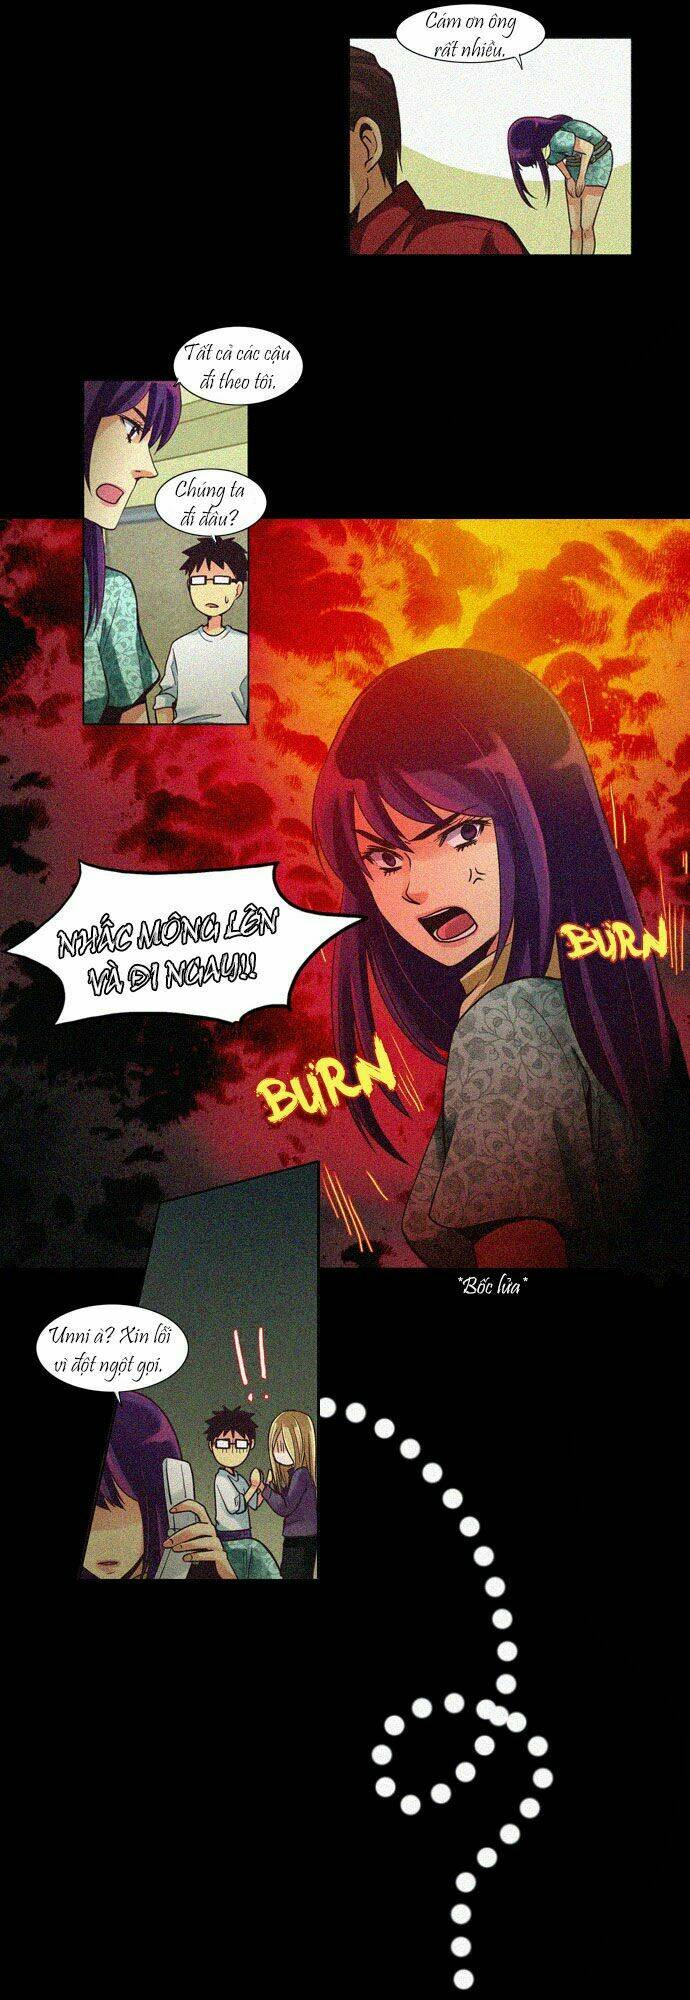 Cám ơn ông
rất nhiều.
Tất cả các cậu
đi theo tôi.
Chúng ta
đi đâu?
NHẤC MÔNG LÊN
VÀ ĐI NGAY!!
BURN
BURN
*Bốc lửa*
Unni à? Xin lỗi
vì đột ngột gọi.
!!